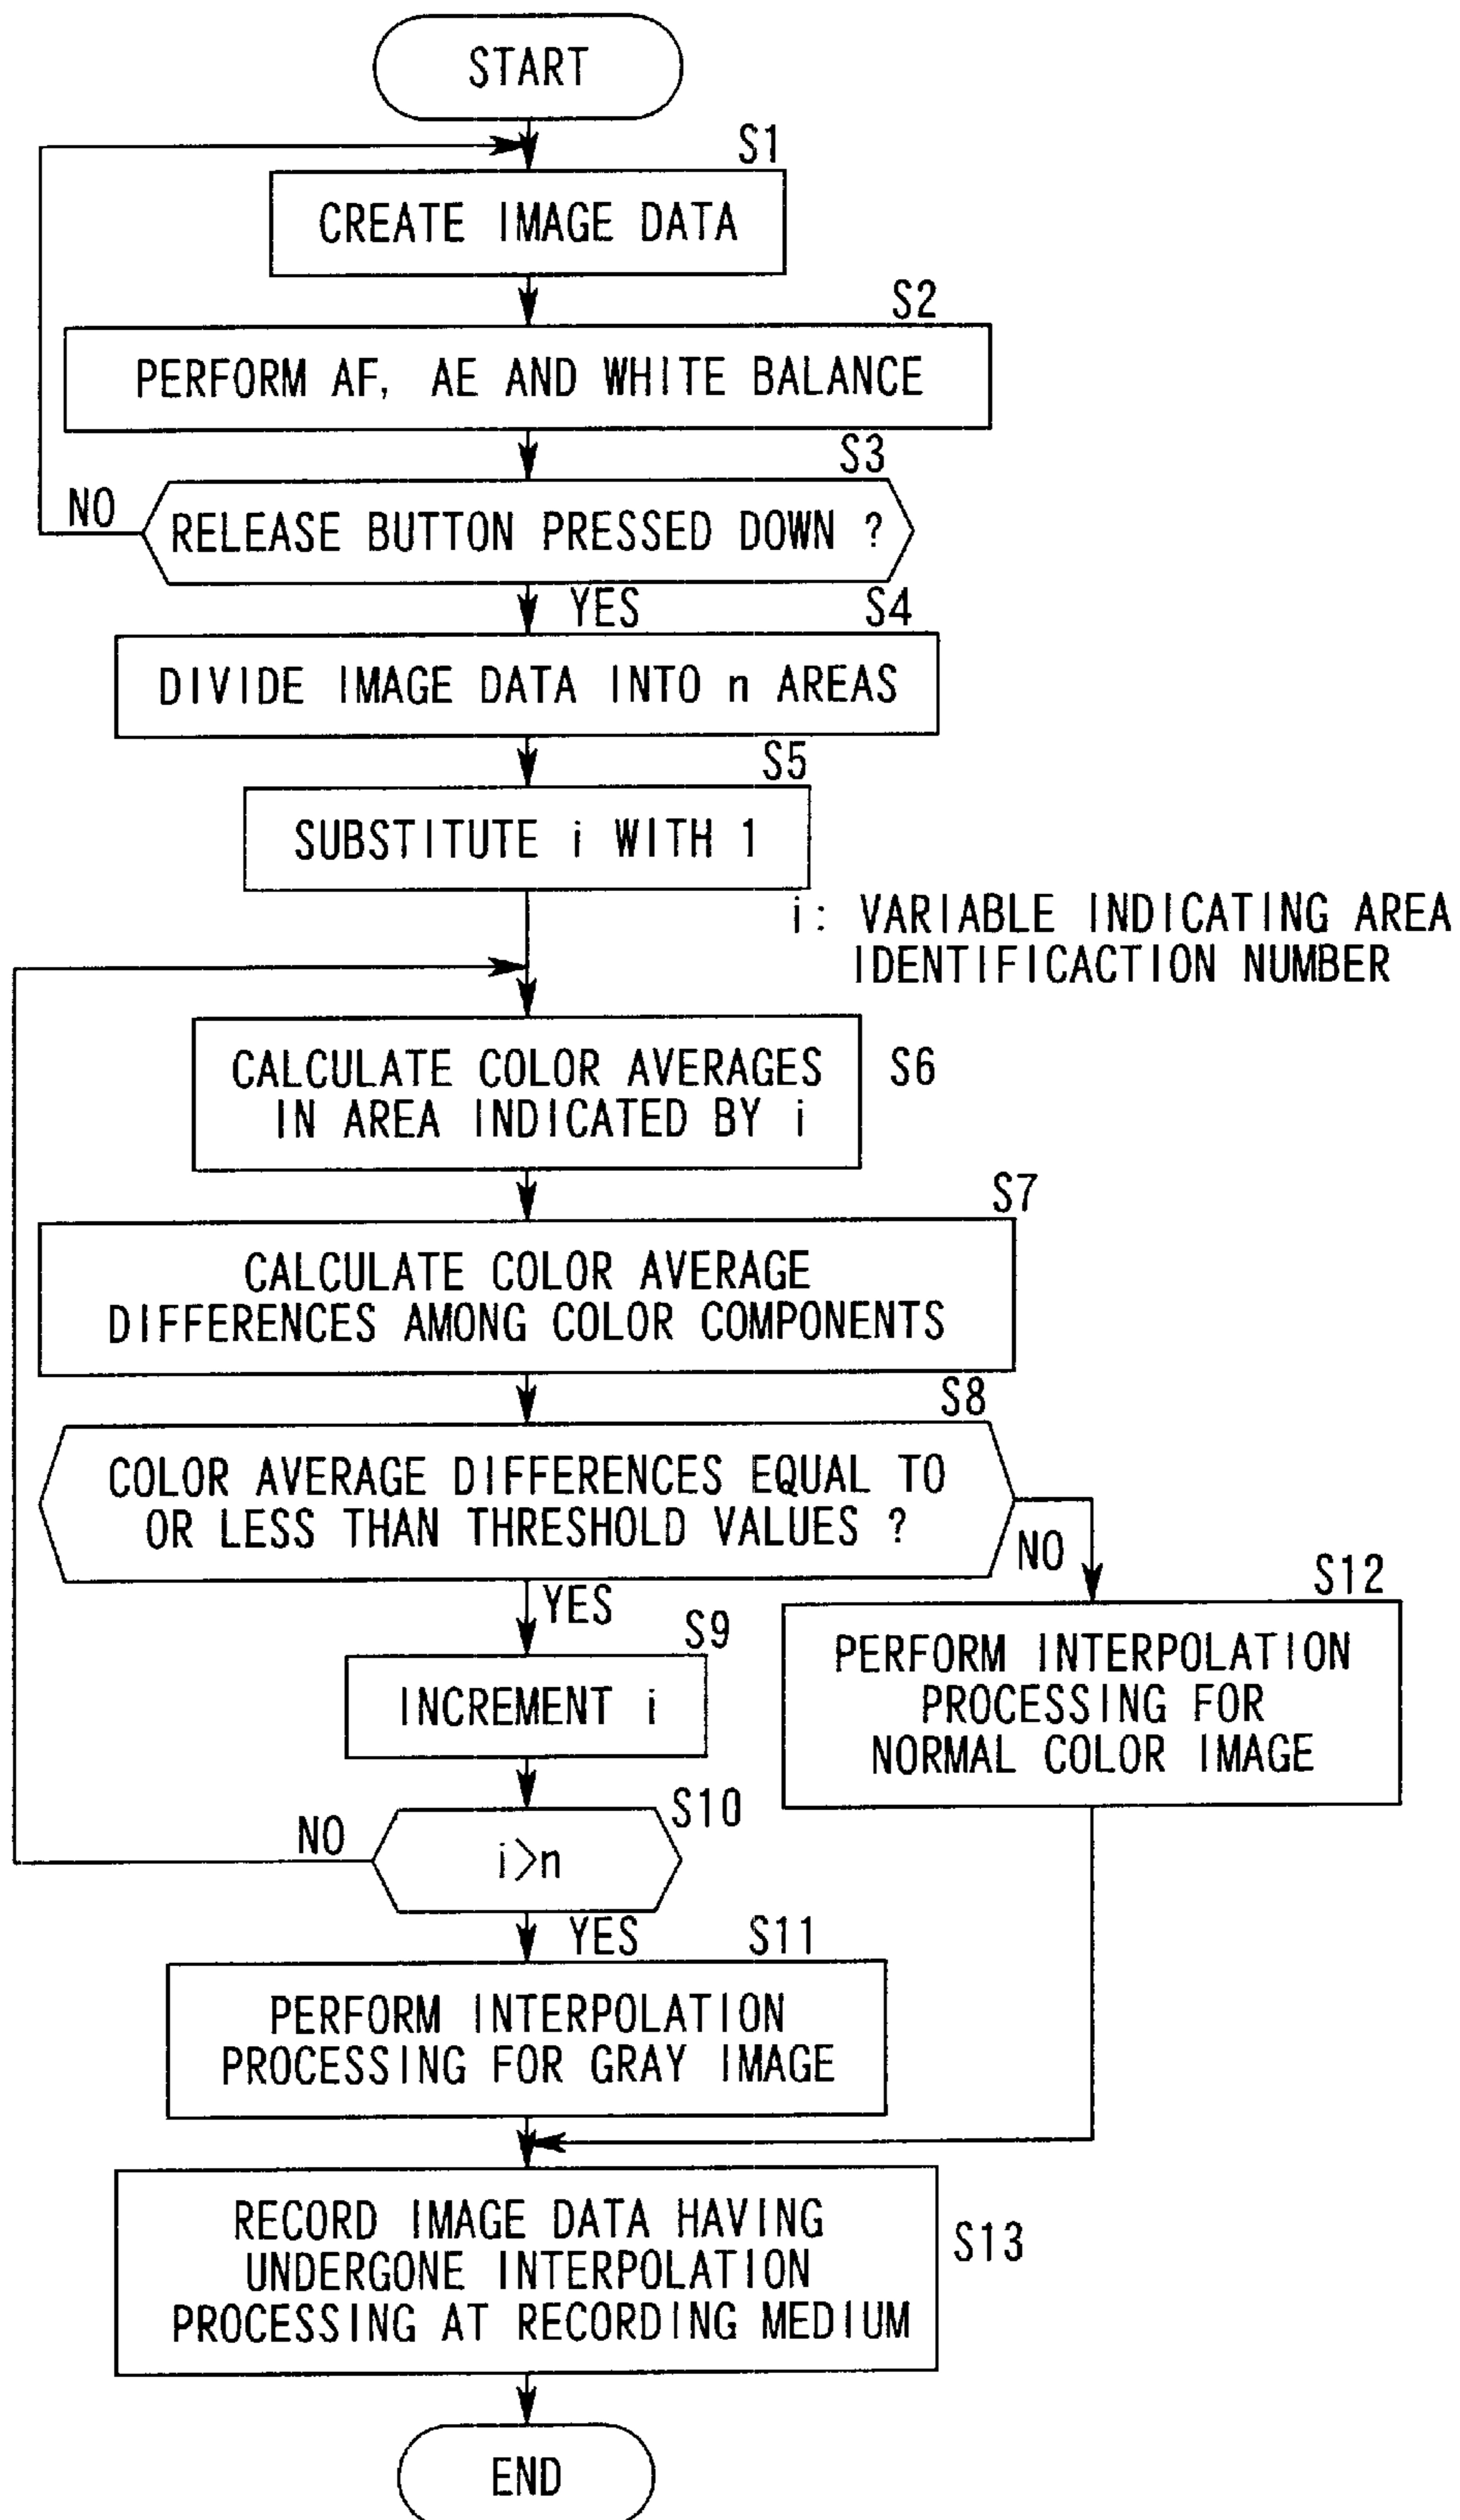 START
S1
CREATE IMAGE DATA
S2
PERFORM AF, AE AND WHITE BALANCE
S3
NO
RELEASE BUTTON PRESSED DOWN ?
YES
S4
DIVIDE IMAGE DATA INTO n AREAS
S5
SUBSTITUTE i WITH 1
i: VARIABLE INDICATING AREA
IDENTIFICACTION NUMBER
CALCULATE COLOR AVERAGES
IN AREA INDICATED BY i
S6
S7
CALCULATE COLOR AVERAGE
DIFFERENCES AMONG COLOR COMPONENTS
S8
COLOR AVERAGE DIFFERENCES EQUAL TO
OR LESS THAN THRESHOLD VALUES ?
NO
YES
S9
INCREMENT i
S12
PERFORM INTERPOLATION
PROCESSING FOR
NORMAL COLOR IMAGE
S10
NO
i>n
YES
S11
PERFORM INTERPOLATION
PROCESSING FOR GRAY IMAGE
RECORD IMAGE DATA HAVING
UNDERGONE INTERPOLATION
PROCESSING AT RECORDING MEDIUM
S13
END